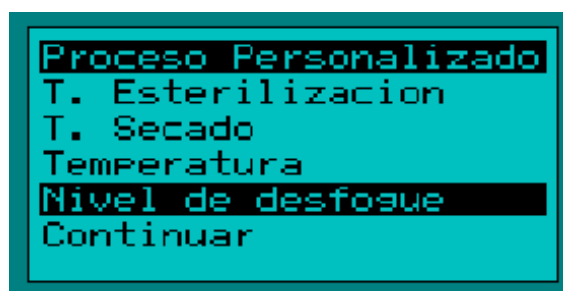 Proceso Personalizado
T. Esterilizacion
T. Secado
Temperatura
Nivel de desfogue
Continuar